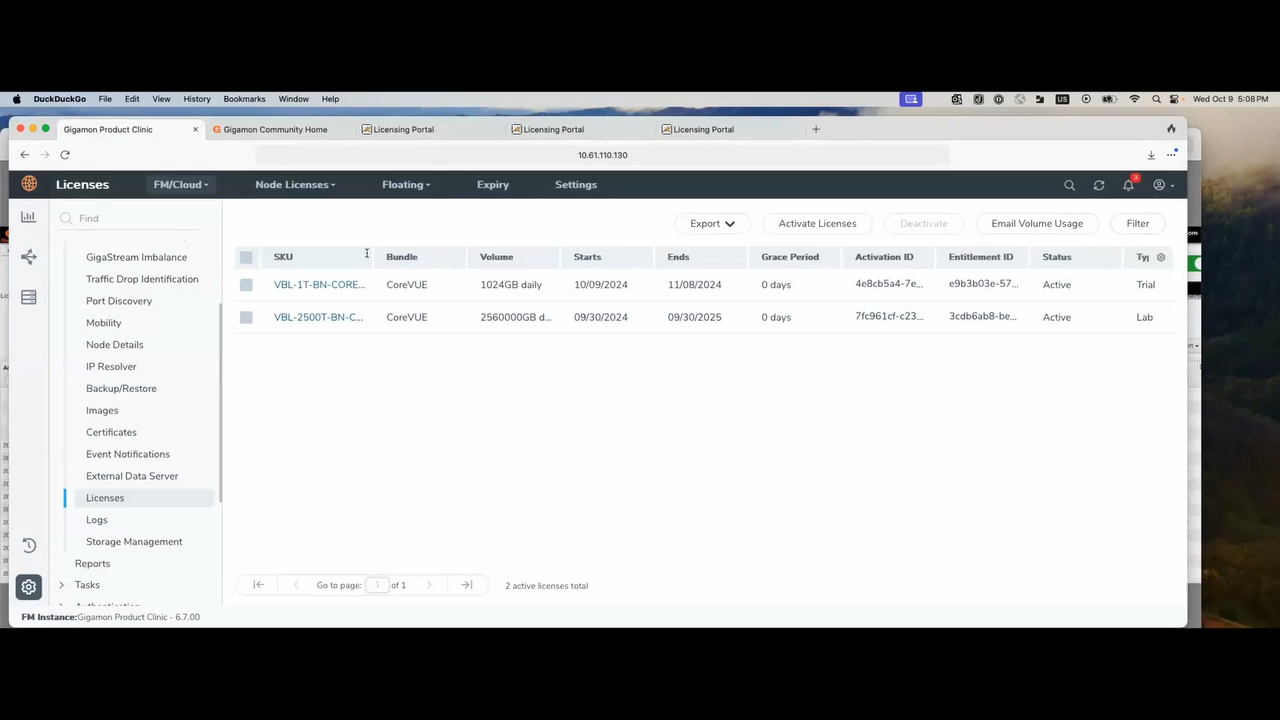 DuckDuckGo File Edit View History Bookmarks Window Help US Wed Oct 9 5:08 PM
Gigamon Product Clinic × Gigamon Community Home Licensing Portal Licensing Portal Licensing Portal +
10.61.110.130
Licenses FM/Cloud Node Licenses Floating Expiry Settings 3
Find
Export Activate Licenses Deactivate Email Volume Usage Filter
GigaStream Imbalance
Traffic Drop Identification
Port Discovery
Mobility
Node Details
IP Resolver
Backup/Restore
Images
Certificates
Event Notifications
External Data Server
Licenses
Logs
Storage Management
Reports
Tasks
SKU Bundle Volume Starts Ends Grace Period Activation ID Entitlement ID Status Ty
VBL-1T-BN-CORE... CoreVUE 1024GB daily 10/09/2024 11/08/2024 0 days 4e8cb5a4-7e... e9b3b03e-57... Active Trial
VBL-2500T-BN-C... CoreVUE 2560000GB d... 09/30/2024 09/30/2025 0 days 7fc961cf-c23... 3cdb6ab8-be... Active Lab
Go to page: 1 of 1 2 active licenses total
FM Instance:Gigamon Product Clinic - 6.7.00